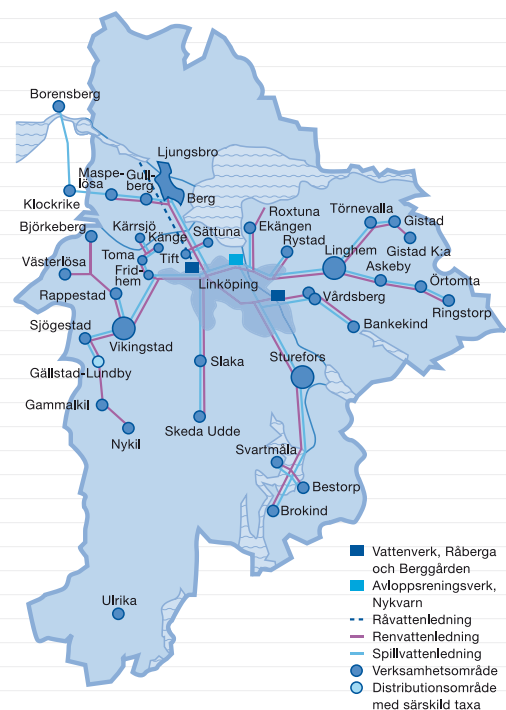 Borensberg
Ljungsbro
Maspe-
lösa
Gull-
berg
Klockrike
Berg
Björkeberg
Kärrsjö
Känge
Sättuna
Roxtuna
Ekängen
Törnevalla
Gistad
Västerlösa
Toma
Tift
Rystad
Linghem
Gistad K:a
Frid-
hem
Askeby
Rappestad
Linköping
Örtomta
Vårdsberg
Ringstorp
Sjögestad
Vikingstad
Bankekind
Gällstad-Lundby
Slaka
Sturefors
Gammalkil
Nykil
Skeda Udde
Svartmåla
Bestorp
Brokind
Ulrika
Vattenverk, Råberga
och Berggården
Avloppsreningsverk,
Nykvarn
Råvattenledning
Renvattenledning
Spillvattenledning
Verksamhetsområde
Distributionsområde
med särskild taxa